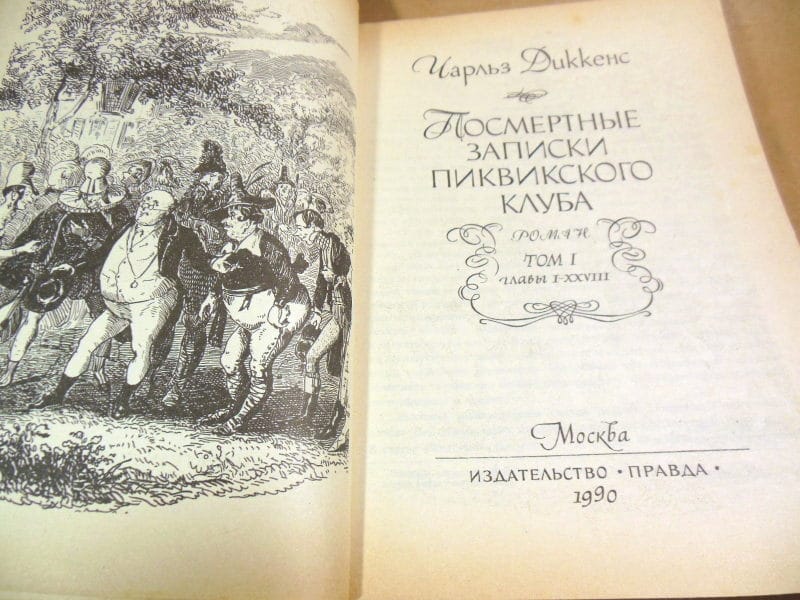 Чарльз Диккенс
Посмертные
записки
Пиквикского
клуба
роман
Том I
главы I-XXVIII
Москва
Издательство • Правда •
1990